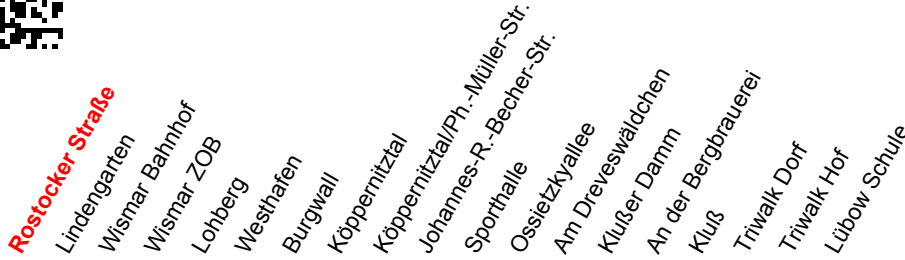 Rostocker Straße
Lindengarten
Wismar Bahnhof
Wismar ZOB
Lohberg
Westhafen
Burgwall
Köppernitztal
Köppernitztal/Ph.-Müller-Str.
Johannes-R.-Becher-Str.
Sporthalle
Ossietzkyallee
Am Dreveswäldchen
Klußer Damm
An der Bergbrauerei
Kluß
Triwalk Dorf
Triwalk Hof
Lübow Schule